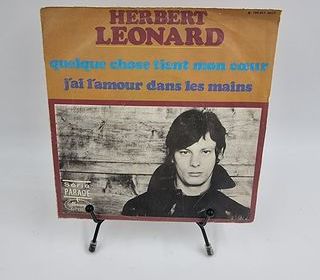 HERBERT
LEONARD
quelque chose tient mon cœur
j'ai l'amour dans les mains
Série
PARADE